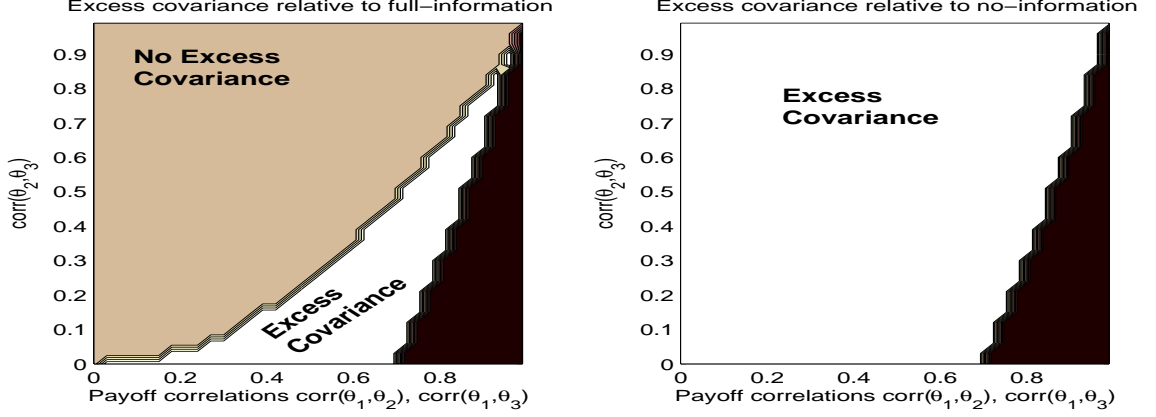 Excess covariance relative to full−information
No Excess
Covariance
Excess
Covariance
0.9
0.8
0.7
0.6
0.5
0.4
0.3
0.2
0.1
0
corr(θ2,θ3)
0
0.2
0.4
0.6
0.8
Payoff correlations corr(θ1,θ2), corr(θ1,θ3)
Excess covariance relative to no−information
Excess
Covariance
0.9
0.8
0.7
0.6
0.5
0.4
0.3
0.2
0.1
0
corr(θ2,θ3)
0
0.2
0.4
0.6
0.8
Payoff correlations corr(θ1,θ2), corr(θ1,θ3)